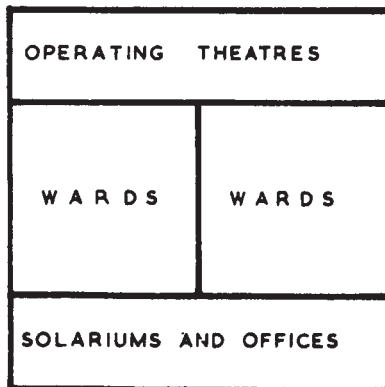 OPERATING THEATRES
WARDS WARDS
SOLARIUMS AND OFFICES